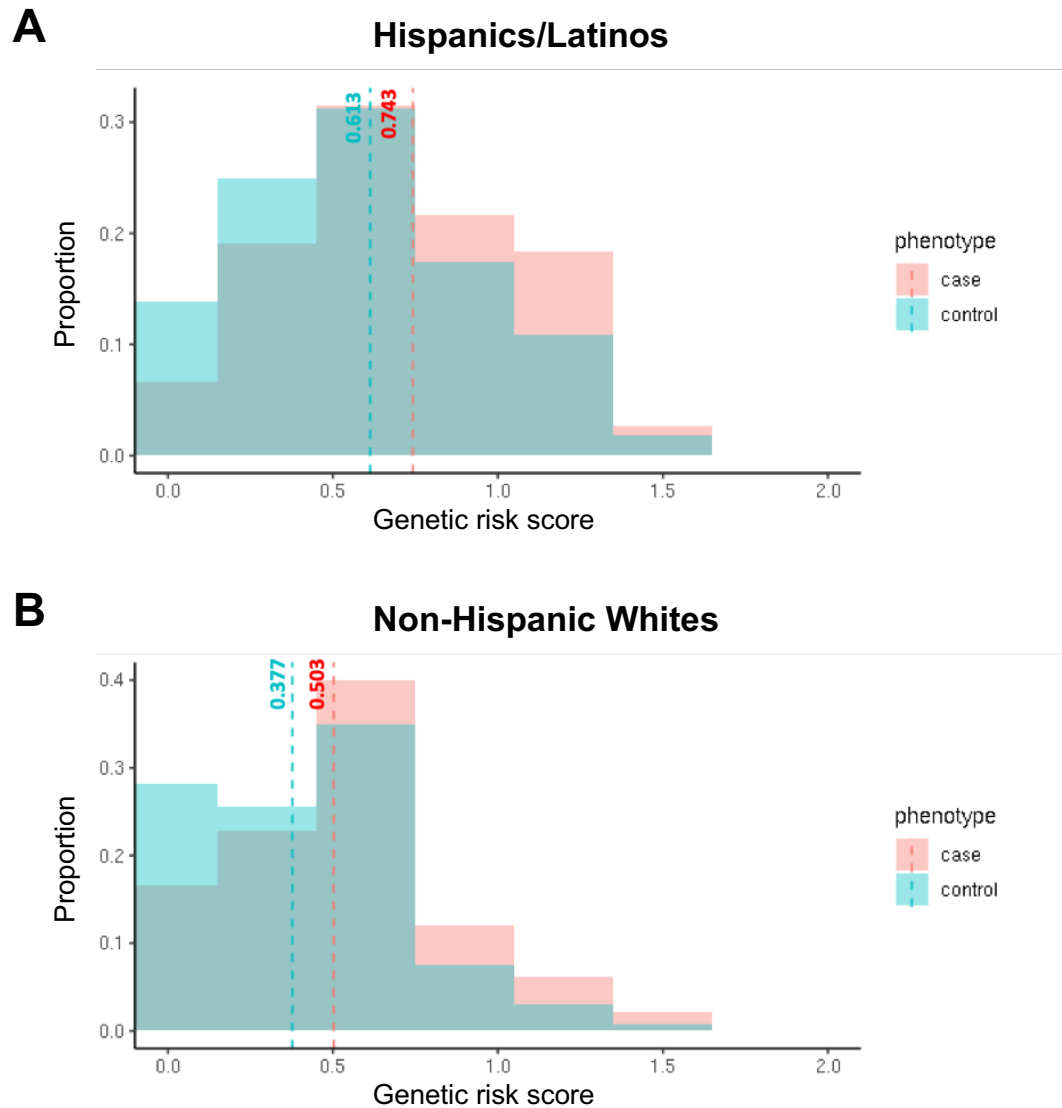 A
Hispanics/Latinos
0.613
0.743
0.3
0.2
0.1
0.0
Proportion
0.0 0.5 1.0 1.5 2.0
Genetic risk score
phenotype
case
control
B
Non-Hispanic Whites
0.377
0.503
0.4
0.3
0.2
0.1
0.0
Proportion
0.0 0.5 1.0 1.5 2.0
Genetic risk score
phenotype
case
control